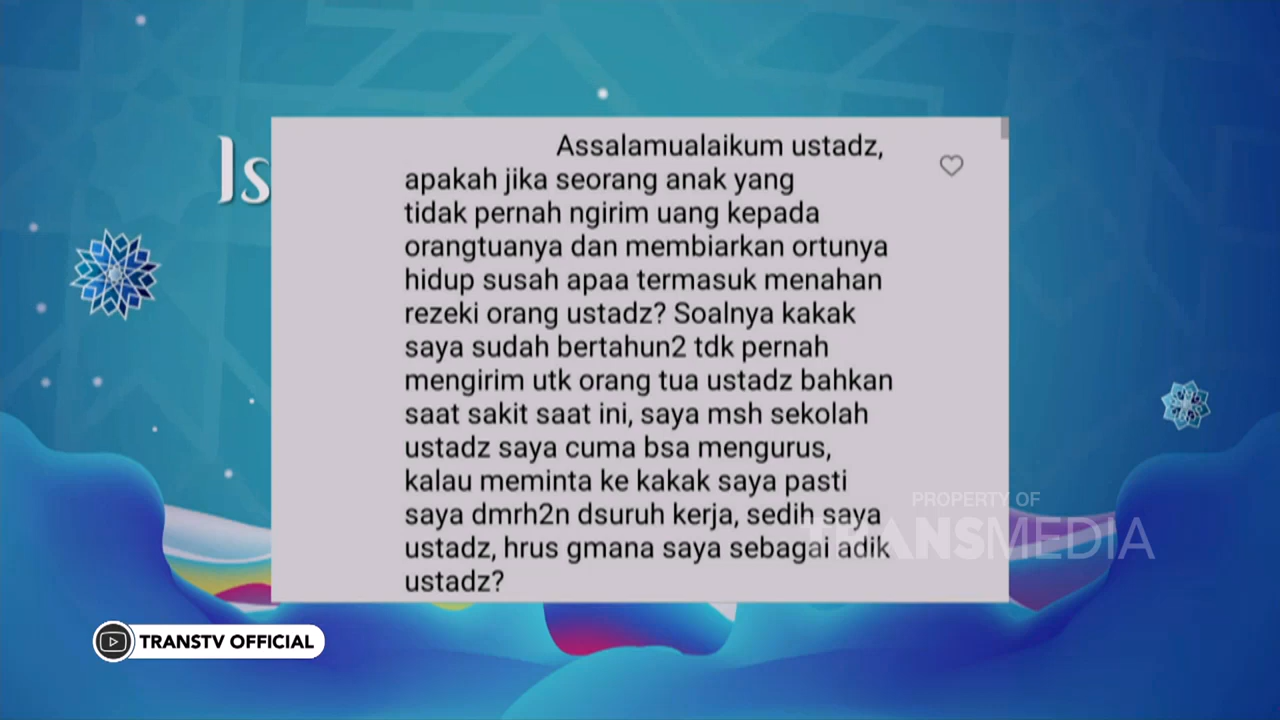 Is
Assalamualaikum ustadz,
apakah jika seorang anak yang
tidak pernah ngirim uang kepada
orangtuanya dan membiarkan ortunya
hidup susah apaa termasuk menahan
rezeki orang ustadz? Soalnya kakak
saya sudah bertahun2 tdk pernah
mengirim utk orang tua ustadz bahkan
saat sakit saat ini, saya msh sekolah
ustadz saya cuma bsa mengurus,
kalau meminta ke kakak saya pasti
saya dmrh2n dsuruh kerja, sedih saya
ustadz, hrus gmana saya sebagai adik
ustadz?
PROPERTY OF
TRANSMEDIA
TRANSTV OFFICIAL